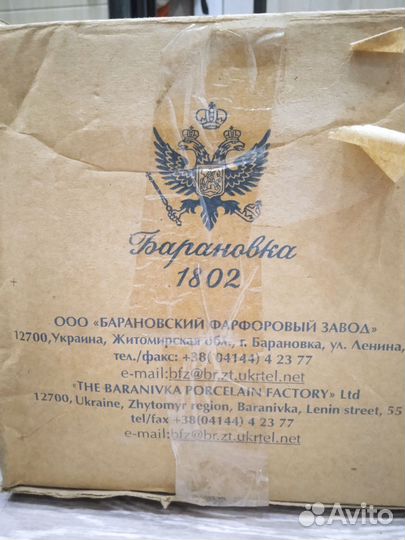 Барановка
1802
ООО «БАРАНОВСКИЙ ФАРФОРОВЫЙ ЗАВОД»
12700,Украина, Житомирская обл., г. Барановка, ул. Ленина,
тел./факс: +38(04144) 4 23 77
e-mail:bfz@br.zt.ukrtel.net
«THE BARANIVKA PORCELAIN FACTORY» Ltd
12700, Ukraine, Zhytomyr region, Baranivka, Lenin street, 55
tel/fax +38(04144) 4 23 77
e-mail:bfz@br.zt.ukrtel.net
Avito